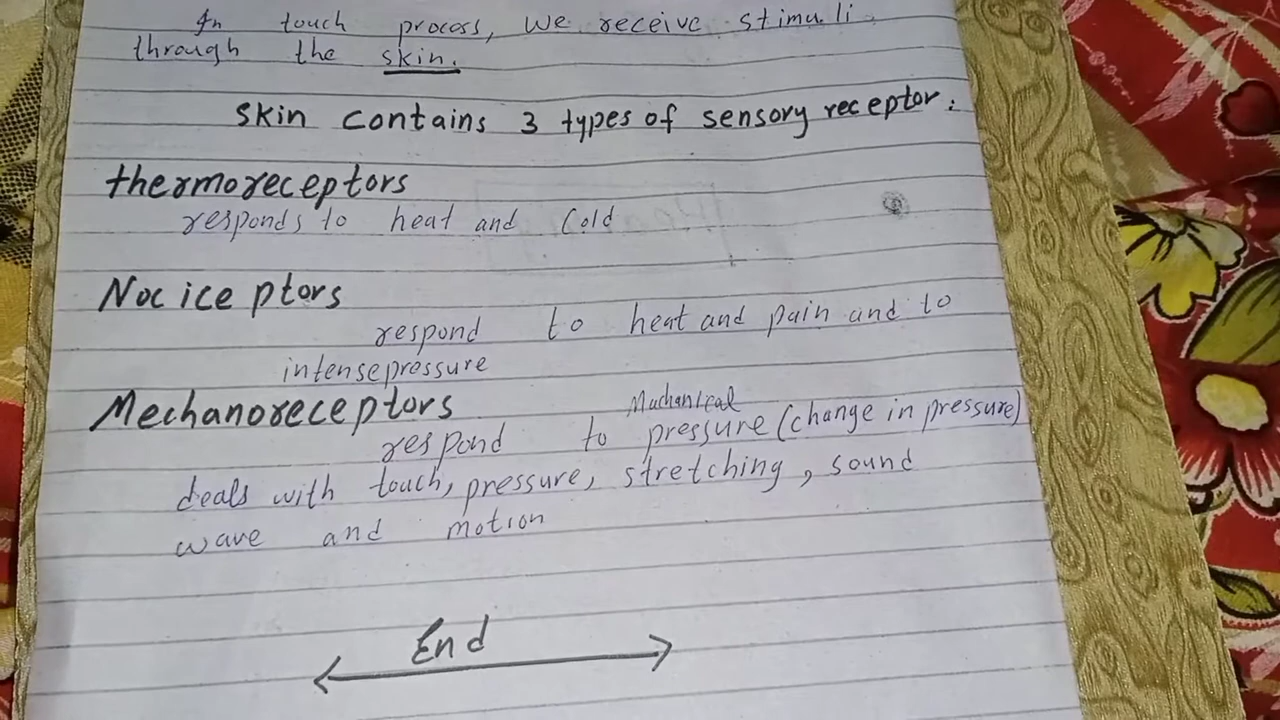 In touch process, we receive stimuli
through the skin.
Skin contains 3 types of sensory receptor:
thermoreceptors
responds to heat and Cold
Nociceptors
respond to heat and pain and to
intense pressure
Mechanoreceptors
Mechanical
respond to pressure (change in pressure)
deals with touch, pressure, stretching, sound
wave and motion
End